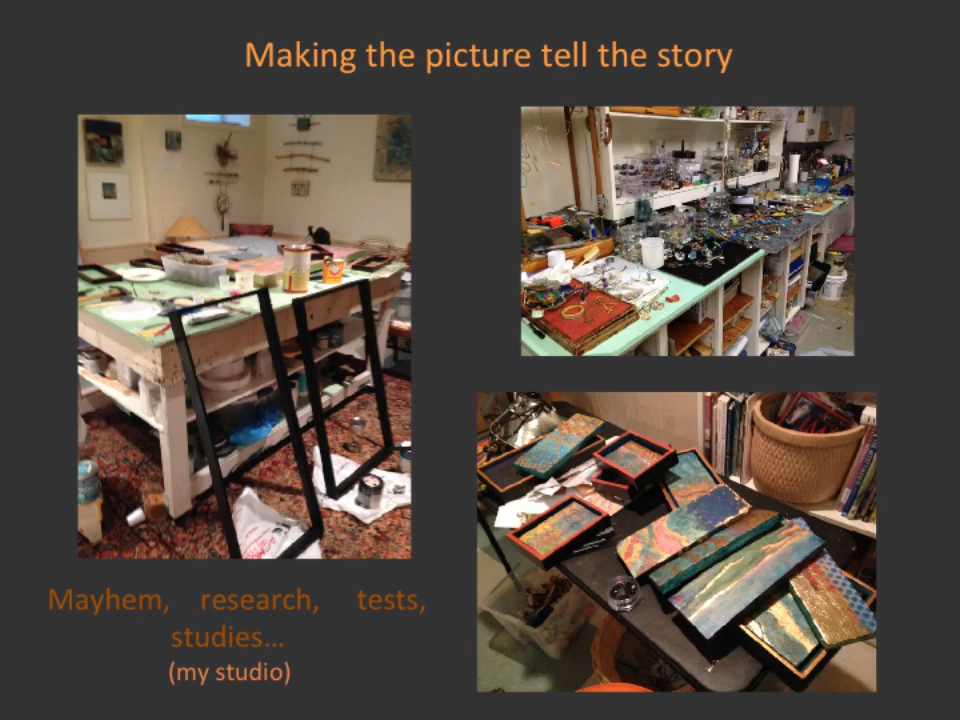 Making the picture tell the story
Mayhem, research, tests,
studies...
(my studio)